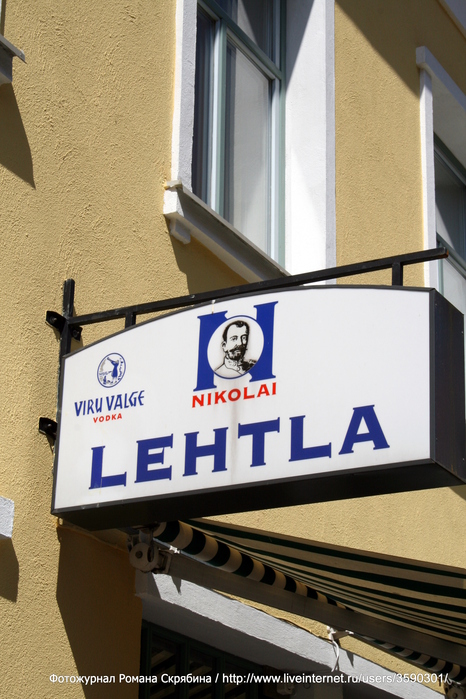 H
NIKOLAI
VIRU VALGE
VODKA
LEHTLA
Фотожурнал Романа Скрябина / http://www.liveinternet.ru/users/3590301/